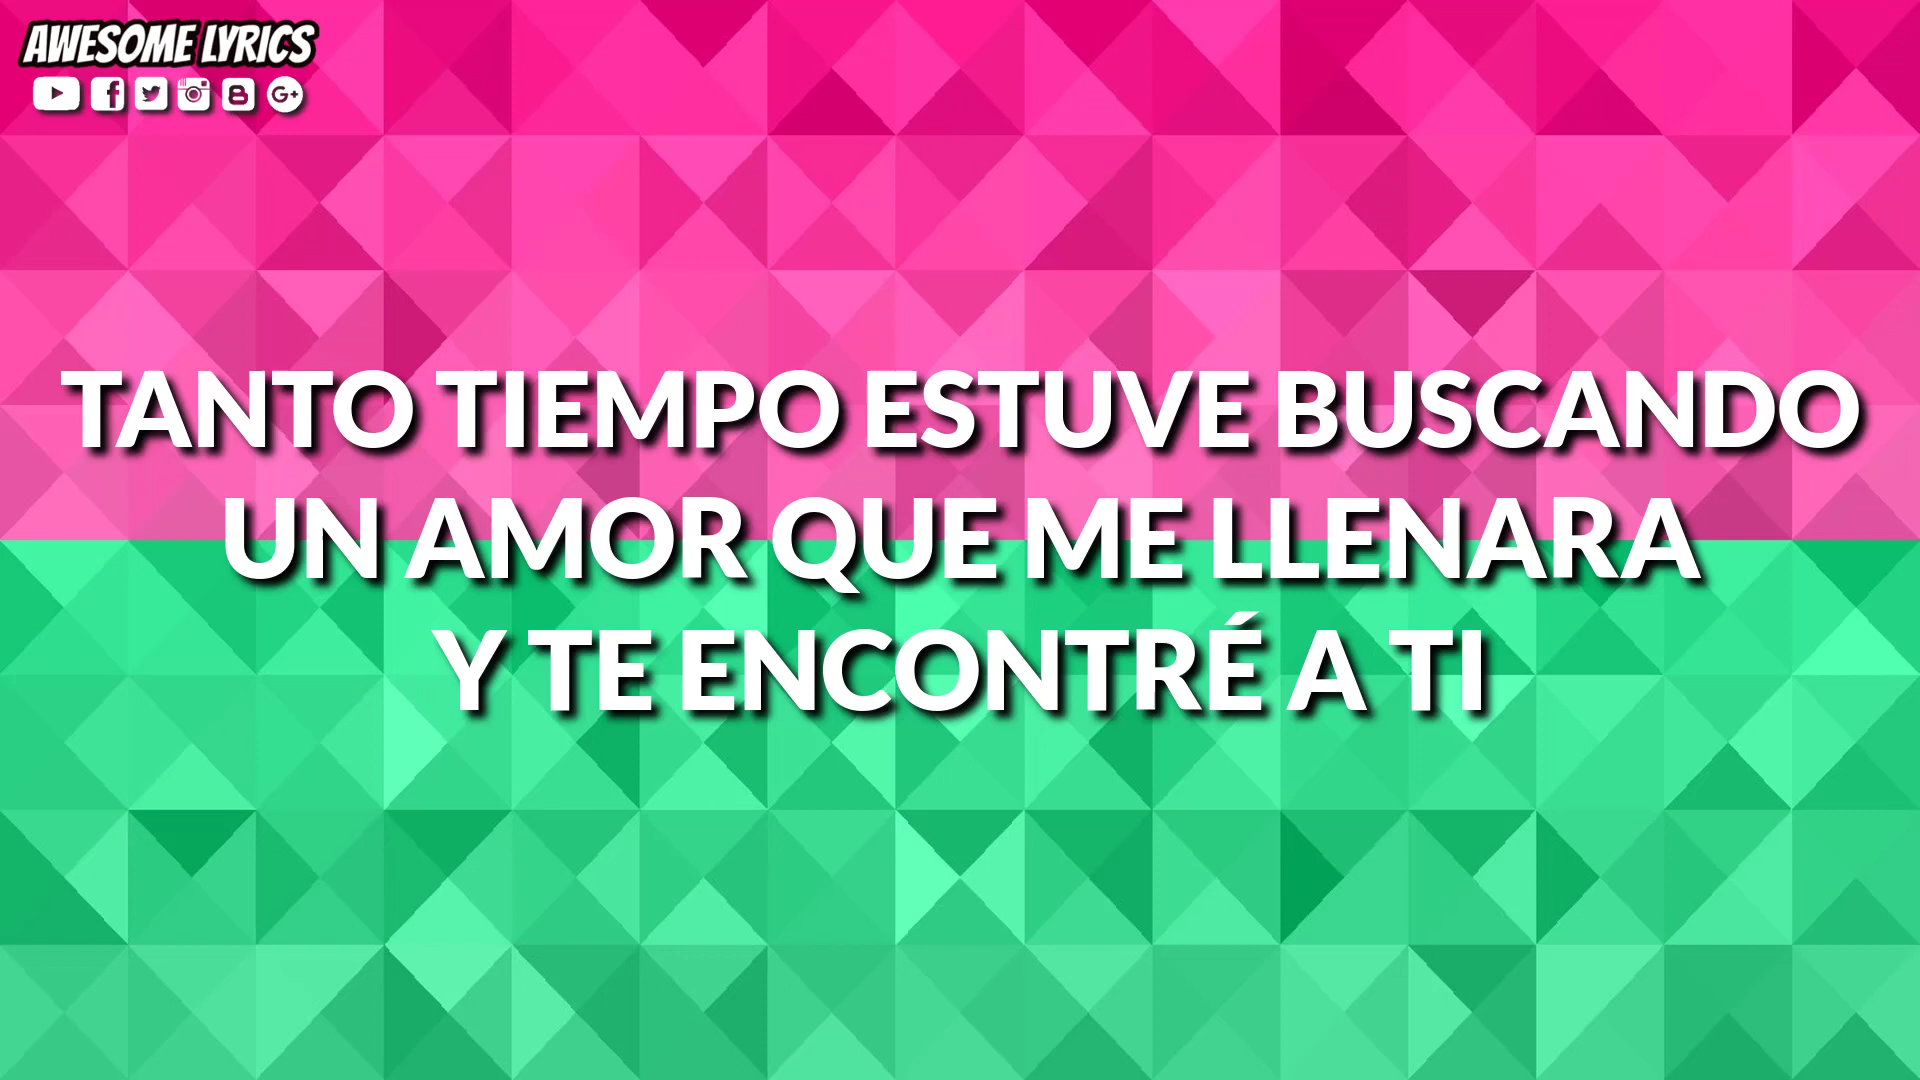 AWESOME LYRICS
TANTO TIEMPO ESTUVE BUSCANDO
UN AMOR QUE ME LLENARA
Y TE ENCONTRÉ A TI